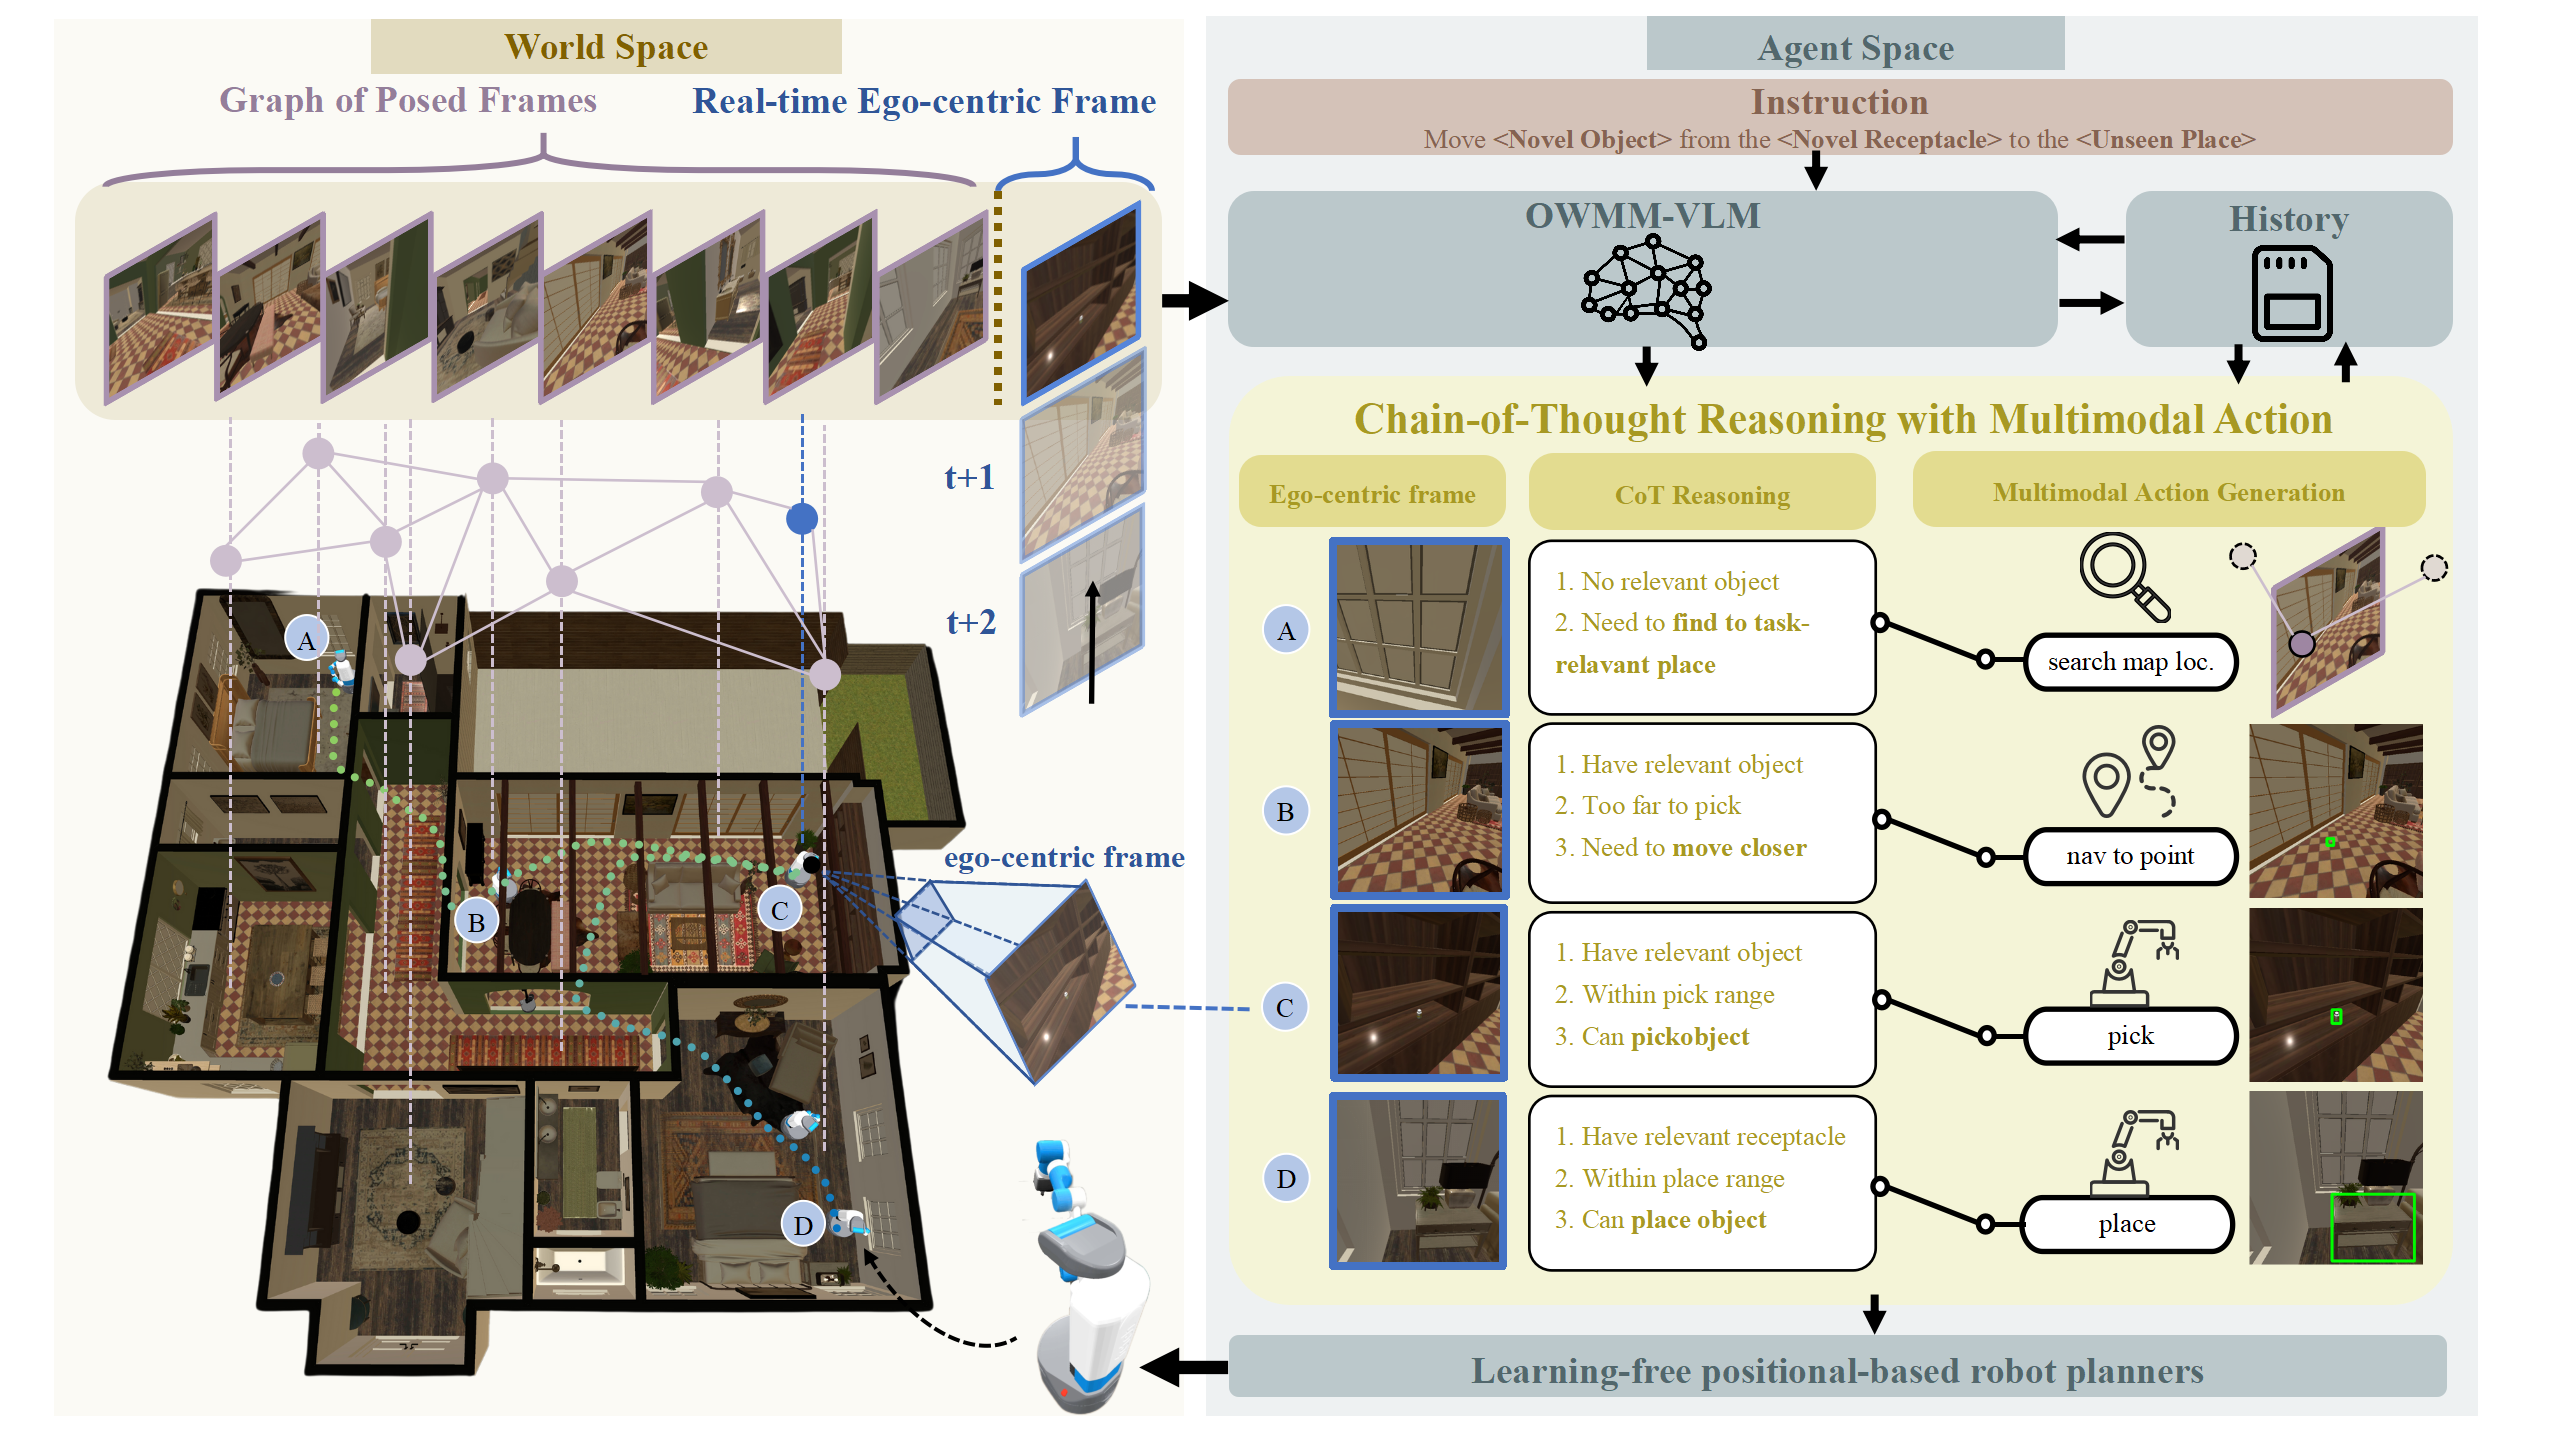 World Space
Graph of Posed Frames
Real-time Ego-centric Frame
t+1
t+2
A
B
C
D
ego-centric frame
Agent Space
Instruction
Move <Novel Object> from the <Novel Receptacle> to the <Unseen Place>
OWMM-VLM
History
Chain-of-Thought Reasoning with Multimodal Action
Ego-centric frame
CoT Reasoning
Multimodal Action Generation
A
1. No relevant object
2. Need to find to task-
relavant place
search map loc.
B
1. Have relevant object
2. Too far to pick
3. Need to move closer
nav to point
C
1. Have relevant object
2. Within pick range
3. Can pickobject
pick
D
1. Have relevant receptacle
2. Within place range
3. Can place object
place
Learning-free positional-based robot planners